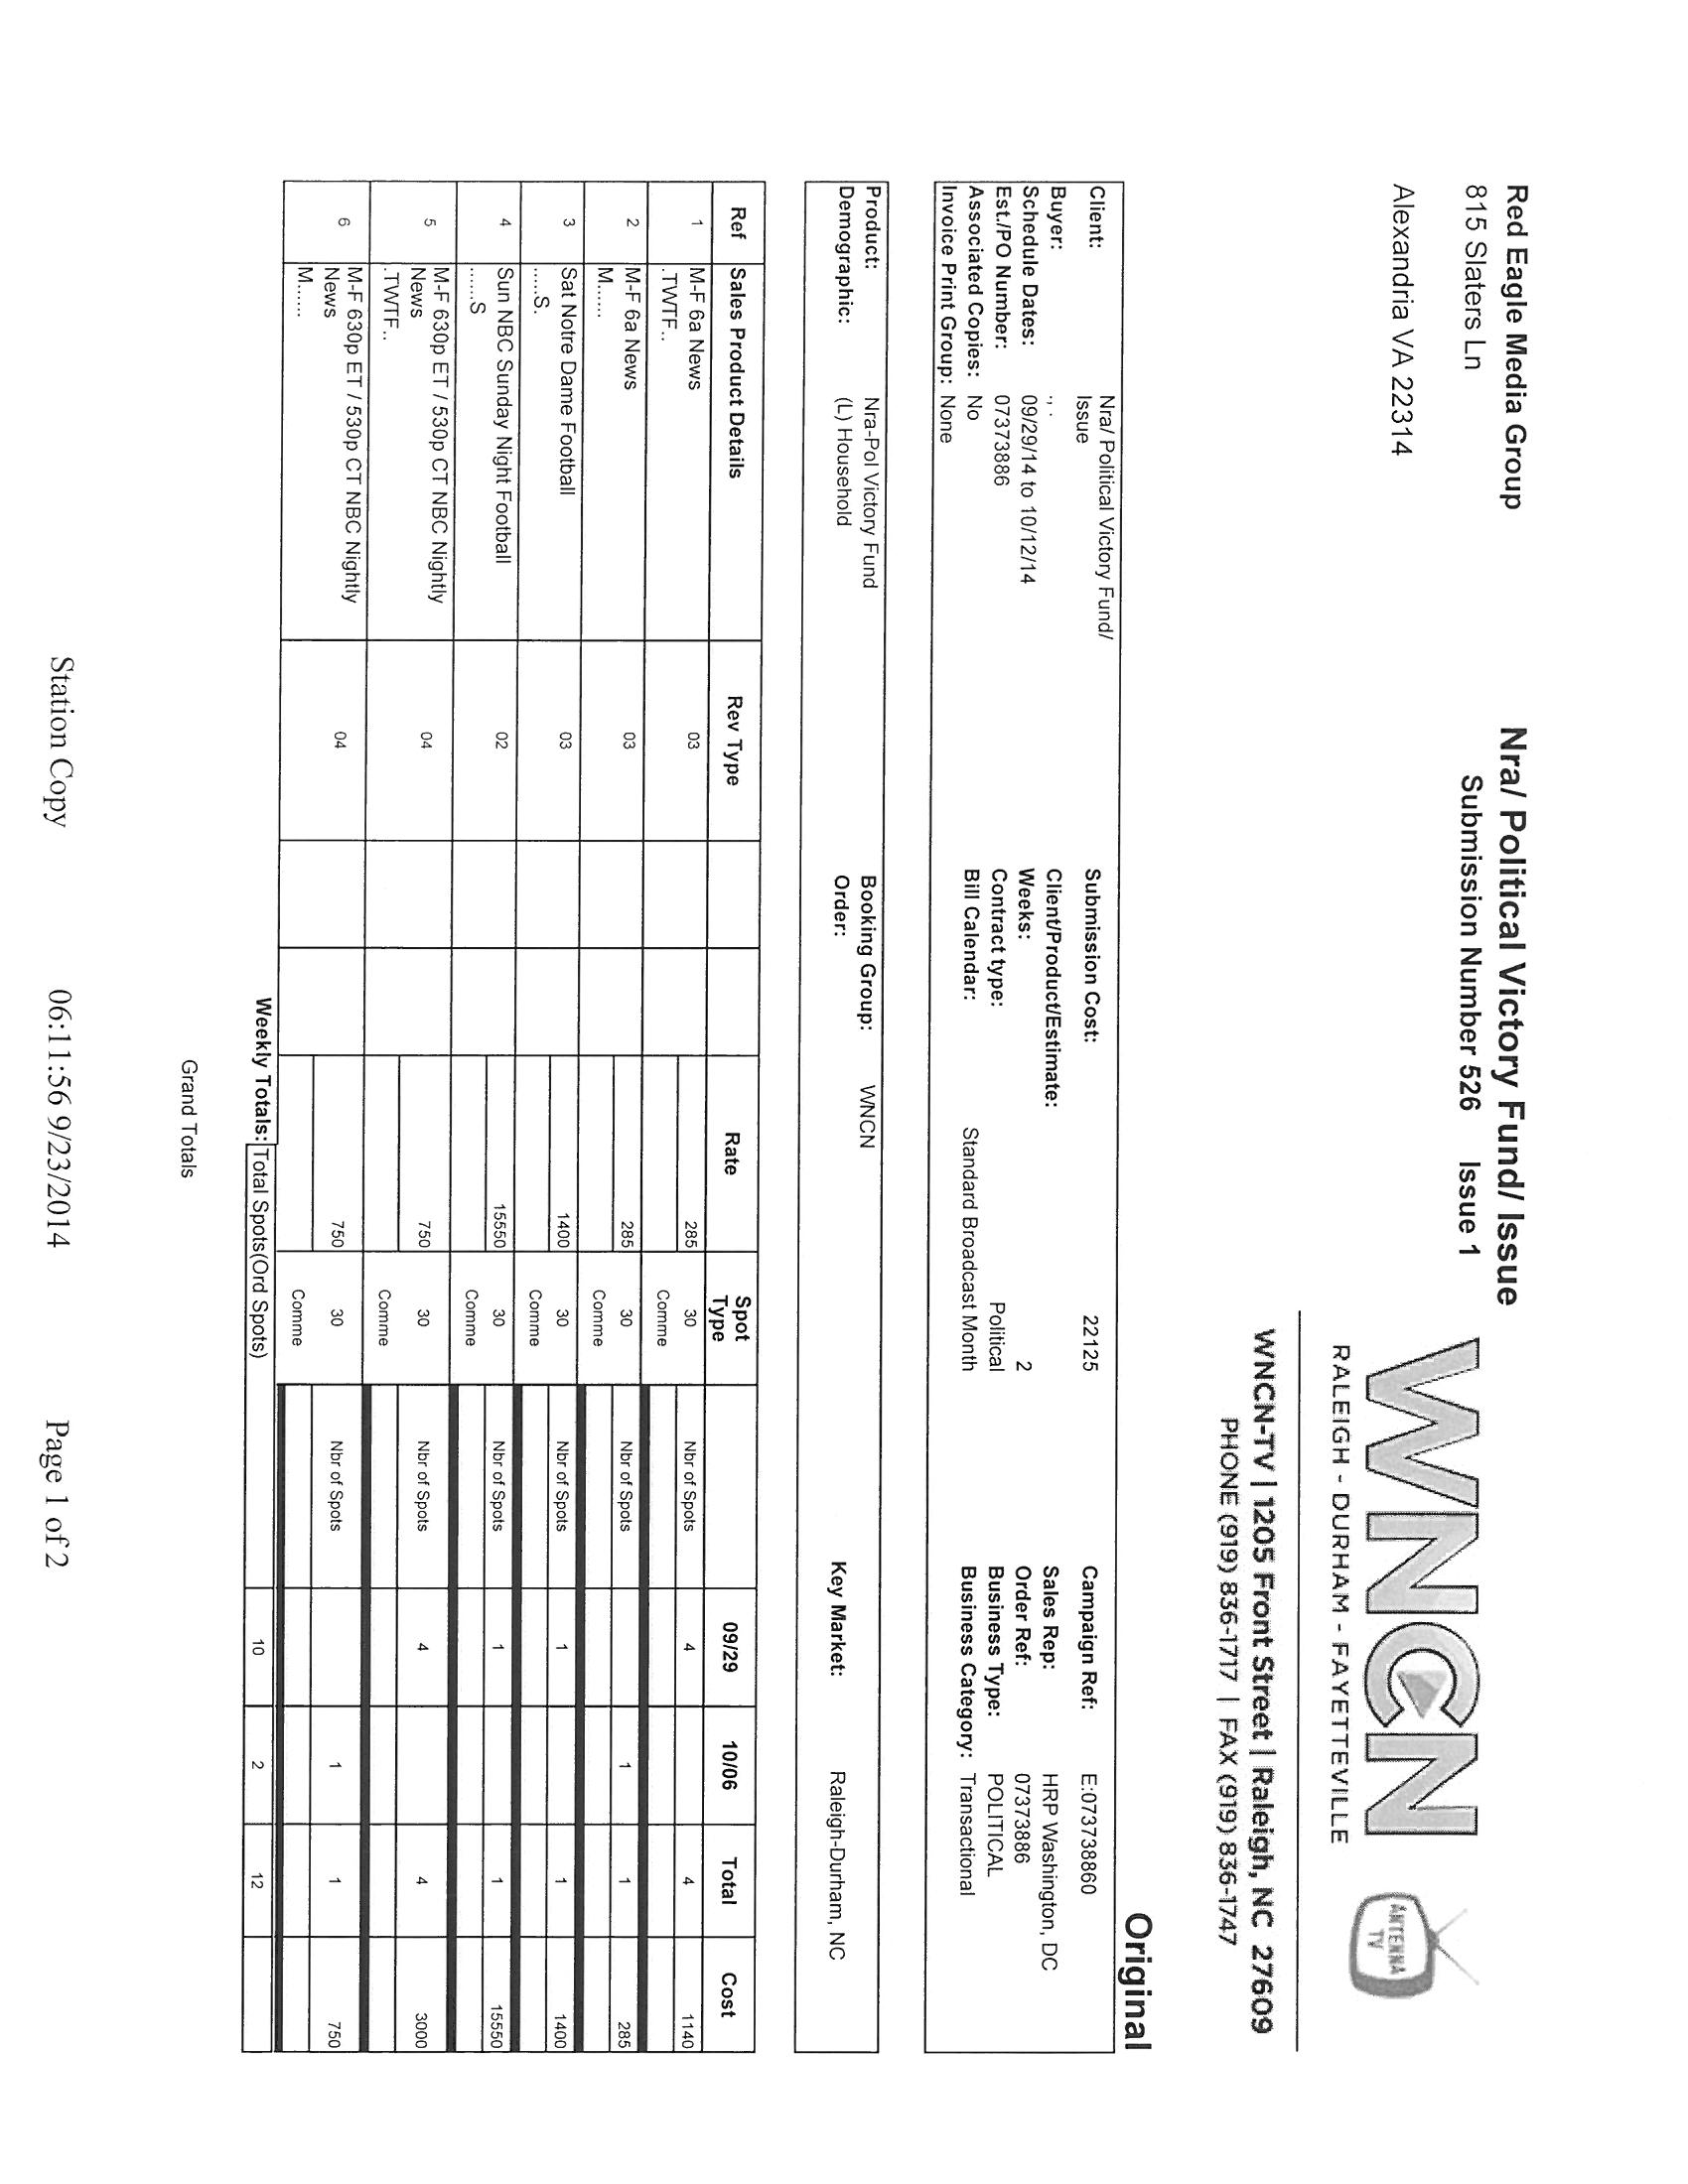 Red Eagle Media Group
815 Slaters Ln
Alexandria VA 22314
Nra/ Political Victory Fund/ Issue
Submission Number 526 Issue 1
WNCN
RALEIGH - DURHAM - FAYETTEVILLE
ANTENNA TV
WNCN-TV | 1205 Front Street | Raleigh, NC 27609
PHONE (919) 836-1717 | FAX (919) 836-1747
Original
Client: Nra/ Political Victory Fund/ Issue Submission Cost: 22125 Campaign Ref: E:073738860
Buyer: ., . Client/Product/Estimate: Sales Rep: HRP Washington, DC
Schedule Dates: 09/29/14 to 10/12/14 Weeks: 2 Order Ref: 07373886
Est./PO Number: 07373886 Contract type: Political Business Type: POLITICAL
Associated Copies: No Bill Calendar: Standard Broadcast Month Business Category: Transactional
Invoice Print Group: None
Product: Nra-Pol Victory Fund Booking Group: WNCN
Demographic: (L) Household Order: Key Market: Raleigh-Durham, NC
Ref Sales Product Details Rev Type Rate Spot Type 09/29 10/06 Total Cost
1 M-F 6a News 03 285 30 Nbr of Spots 4 4 1140
.TWTF.. Comme
2 M-F 6a News 03 285 30 Nbr of Spots 1 1 285
M...... Comme
3 Sat Notre Dame Football 03 1400 30 Nbr of Spots 1 1 1400
.....S. Comme
4 Sun NBC Sunday Night Football 02 15550 30 Nbr of Spots 1 1 15550
......S Comme
5 M-F 630p ET / 530p CT NBC Nightly 04 750 30 Nbr of Spots 4 4 3000
News
.TWTF.. Comme
6 M-F 630p ET / 530p CT NBC Nightly 04 750 30 Nbr of Spots 1 1 750
News
M...... Comme
Weekly Totals: Total Spots(Ord Spots) 10 2 12
Grand Totals
Station Copy 06:11:56 9/23/2014 Page 1 of 2